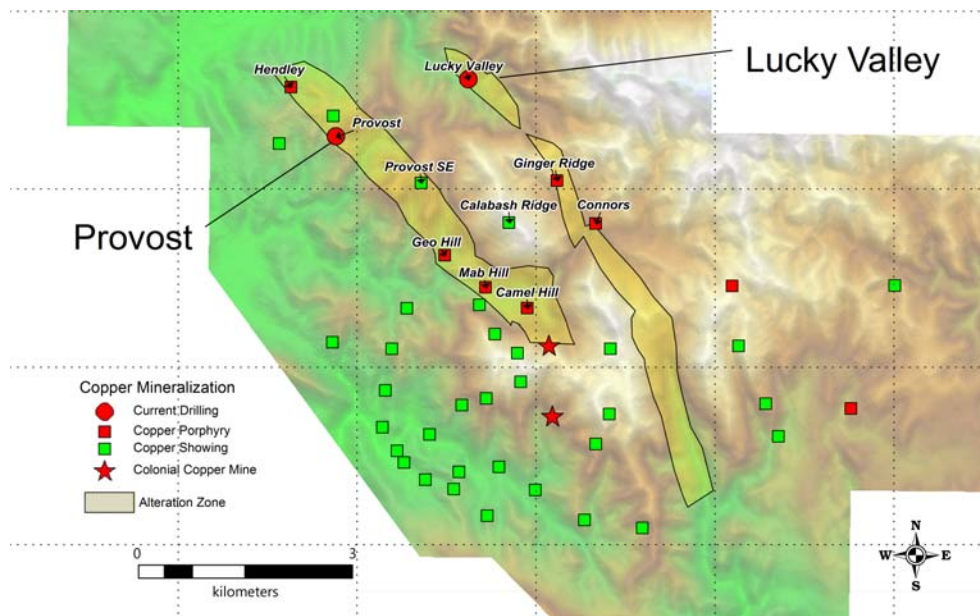 Lucky Valley
Lucky Valley
Hendley
Provost
Provost SE
Ginger Ridge
Calabash Ridge
Connors
Provost
Geo Hill
Mab Hill
Camel Hill
Copper Mineralization
Current Drilling
Copper Porphyry
Copper Showing
Colonial Copper Mine
Alteration Zone
0 3
kilometers
N
W E
S